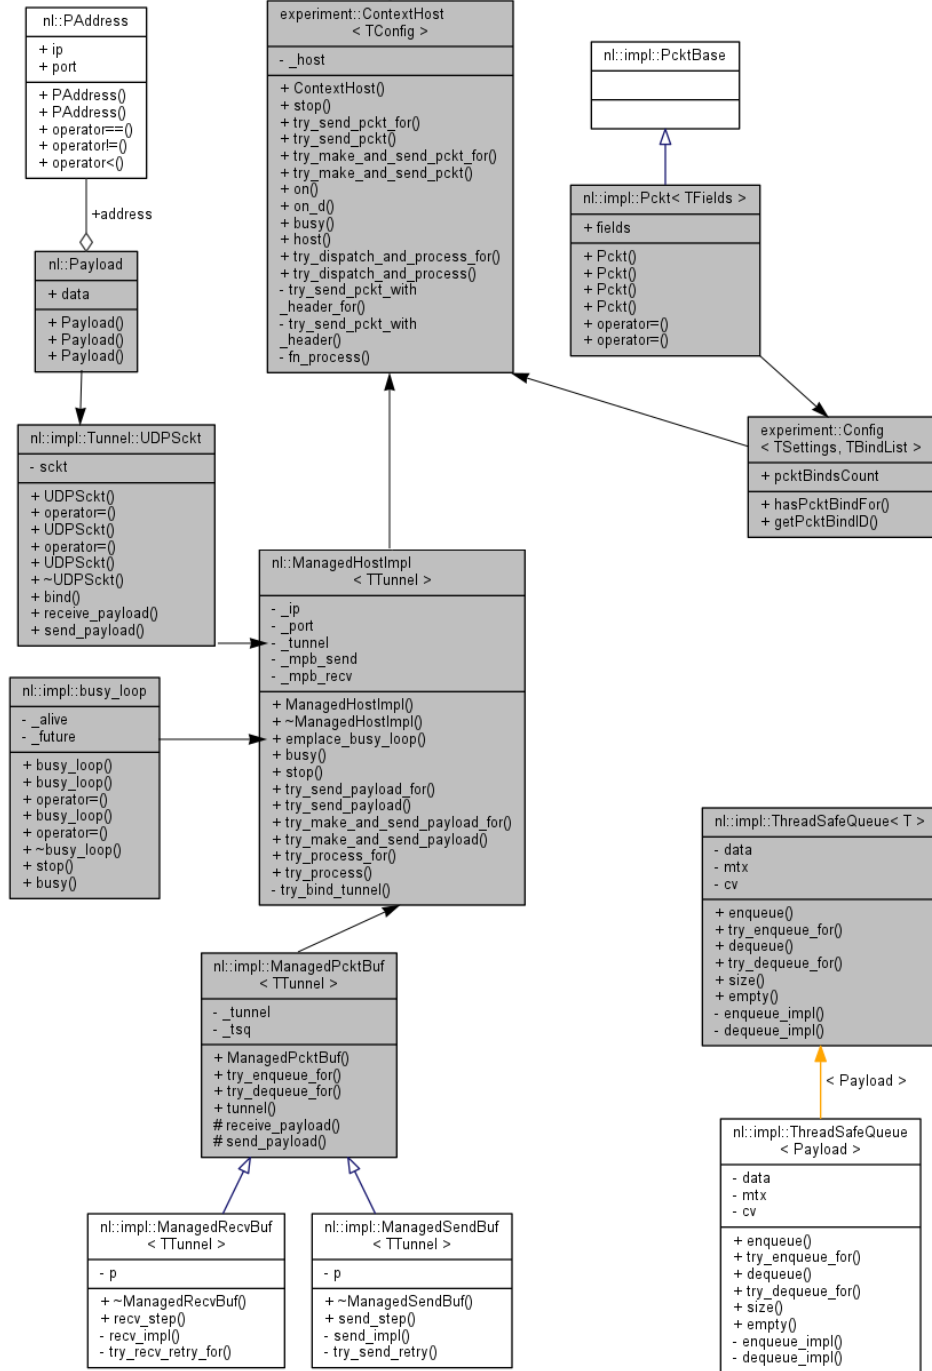 nl::PAddress
+ ip
+ port
+ PAddress()
+ PAddress()
+ operator==()
+ operator!=()
+ operator<()
+address
nl::Payload
+ data
+ Payload()
+ Payload()
+ Payload()
nl::impl::Tunnel::UDPSckt
- sckt
+ UDPSckt()
+ operator=()
+ UDPSckt()
+ operator=()
+ UDPSckt()
+ ~UDPSckt()
+ bind()
+ receive_payload()
+ send_payload()
nl::impl::busy_loop
- _alive
- _future
+ busy_loop()
+ busy_loop()
+ operator=()
+ busy_loop()
+ operator=()
+ ~busy_loop()
+ stop()
+ busy()
experiment::ContextHost
< TConfig >
- _host
+ ContextHost()
+ stop()
+ try_send_pckt_for()
+ try_send_pckt()
+ try_make_and_send_pckt_for()
+ try_make_and_send_pckt()
+ on()
+ on_d()
+ busy()
+ host()
+ try_dispatch_and_process_for()
+ try_dispatch_and_process()
- try_send_pckt_with
_header_for()
- try_send_pckt_with
_header()
- fn_process()
nl::impl::PcktBase
nl::impl::Pckt< TFields >
+ fields
+ Pckt()
+ Pckt()
+ Pckt()
+ Pckt()
+ operator=()
+ operator=()
experiment::Config
< TSettings, TBindList >
+ pcktBindsCount
+ hasPcktBindFor()
+ getPcktBindID()
nl::ManagedHostImpl
< TTunnel >
- _ip
- _port
- _tunnel
- _mpb_send
- _mpb_recv
+ ManagedHostImpl()
+ ~ManagedHostImpl()
+ emplace_busy_loop()
+ busy()
+ stop()
+ try_send_payload_for()
+ try_send_payload()
+ try_make_and_send_payload_for()
+ try_make_and_send_payload()
+ try_process_for()
+ try_process()
- try_bind_tunnel()
nl::impl::ManagedPcktBuf
< TTunnel >
- _tunnel
- _tsq
+ ManagedPcktBuf()
+ try_enqueue_for()
+ try_dequeue_for()
+ tunnel()
# receive_payload()
# send_payload()
nl::impl::ManagedRecvBuf
< TTunnel >
- p
+ ~ManagedRecvBuf()
+ recv_step()
- recv_impl()
- try_recv_retry_for()
nl::impl::ManagedSendBuf
< TTunnel >
- p
+ ~ManagedSendBuf()
+ send_step()
- send_impl()
- try_send_retry()
nl::impl::ThreadSafeQueue< T >
- data
- mtx
- cv
+ enqueue()
+ try_enqueue_for()
+ dequeue()
+ try_dequeue_for()
+ size()
+ empty()
- enqueue_impl()
- dequeue_impl()
< Payload >
nl::impl::ThreadSafeQueue
< Payload >
- data
- mtx
- cv
+ enqueue()
+ try_enqueue_for()
+ dequeue()
+ try_dequeue_for()
+ size()
+ empty()
- enqueue_impl()
- dequeue_impl()